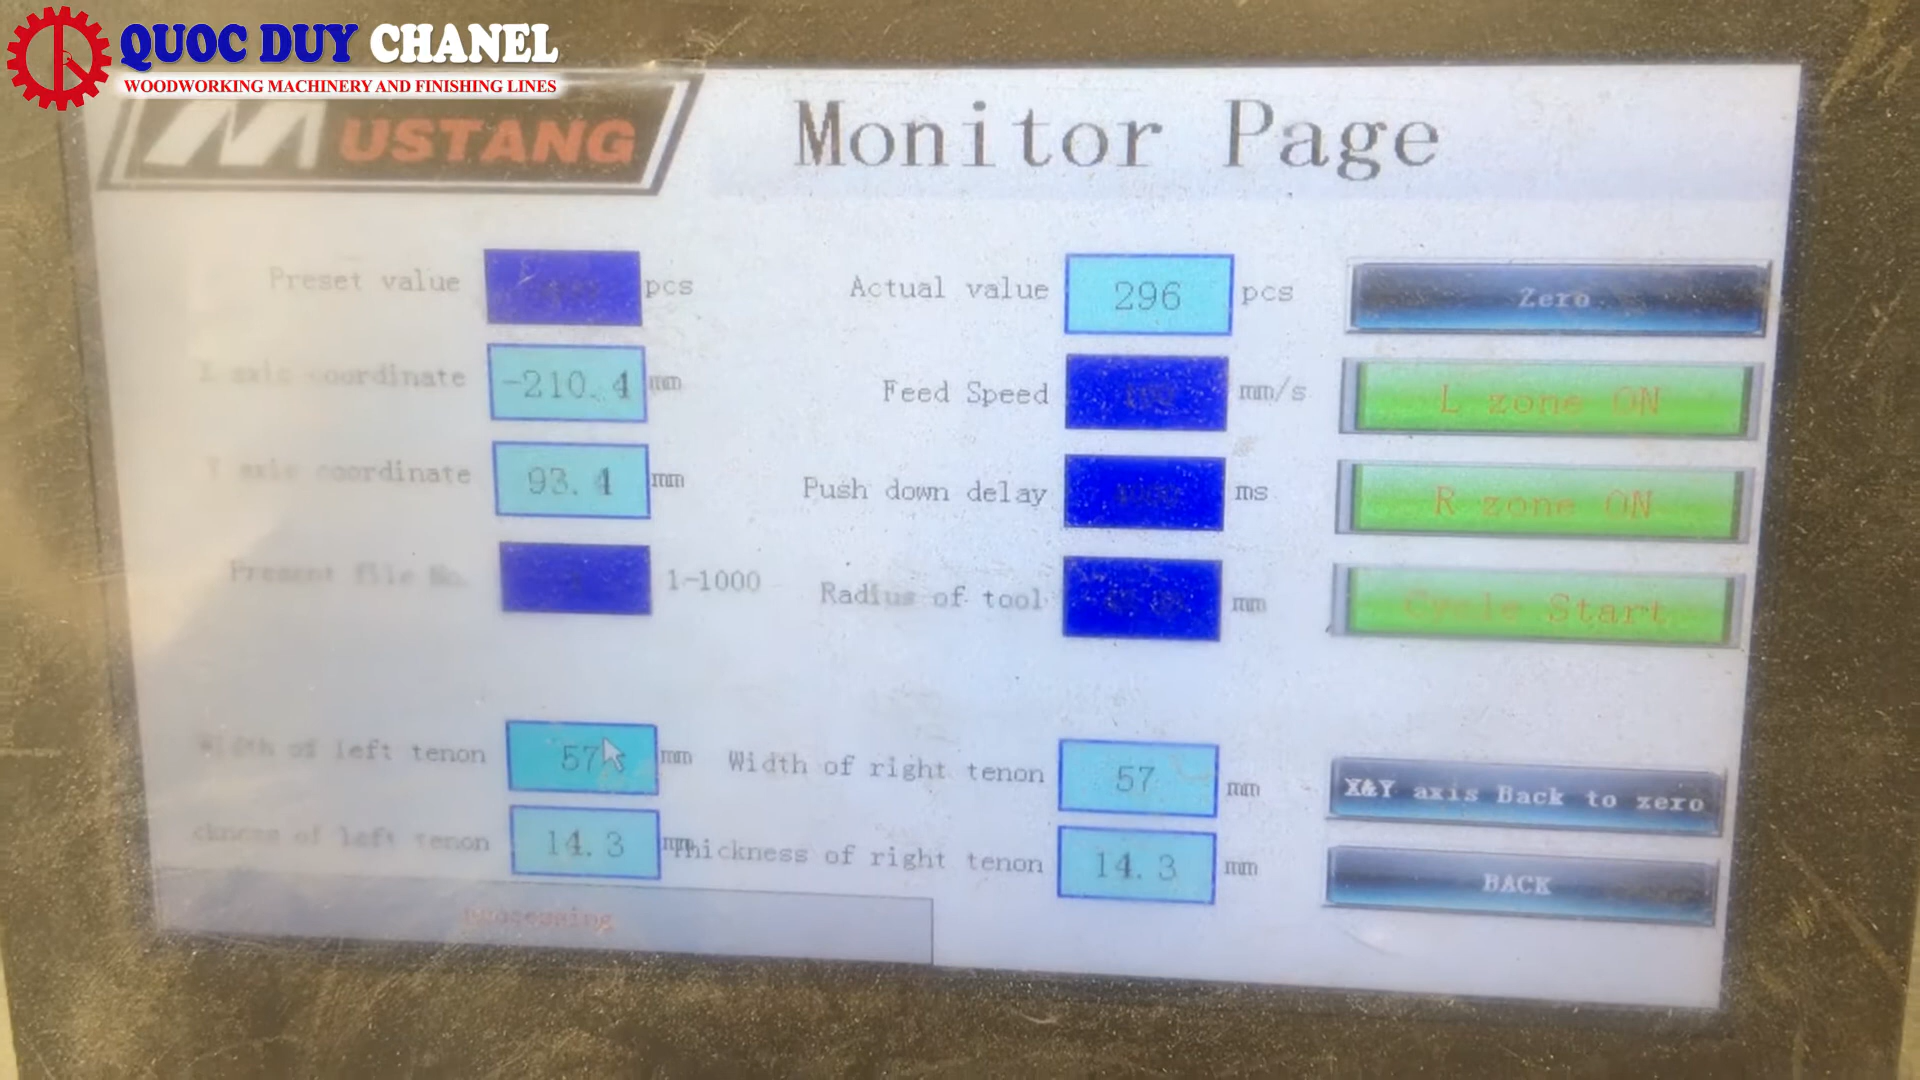 QUOC DUY CHANEL
WOODWORKING MACHINERY AND FINISHING LINES
MUSTANG
Monitor Page
Preset value pcs Actual value 296 pcs Zero
axis coordinate -210.4 mm Feed Speed mm/s L zone ON
axis coordinate 93.4 mm Push down delay ms R zone ON
Present file No. 1-1000 Radius of tool mm Cycle Start
Width of left tenon 57 mm Width of right tenon 57 mm X&Y axis Back to zero
ckness of left tenon 14.3 mm Thickness of right tenon 14.3 mm BACK
processing